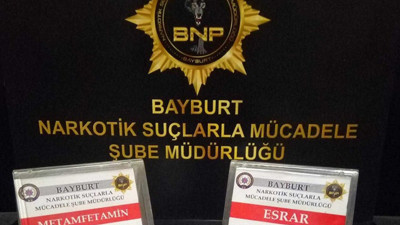 BNP
BAYBURT
BAYBURT
NARKOTİK SUÇLARLA MÜCADELE
ŞUBE MÜDÜRLÜĞÜ
BAYBURT
NARKOTİK SUÇLARLA
MÜCADELE ŞUBE MÜDÜRLÜĞÜ
METAMFETAMİN
BAYBURT
NARKOTİK SUÇLARLA
MÜCADELE ŞUBE MÜDÜRLÜĞÜ
ESRAR